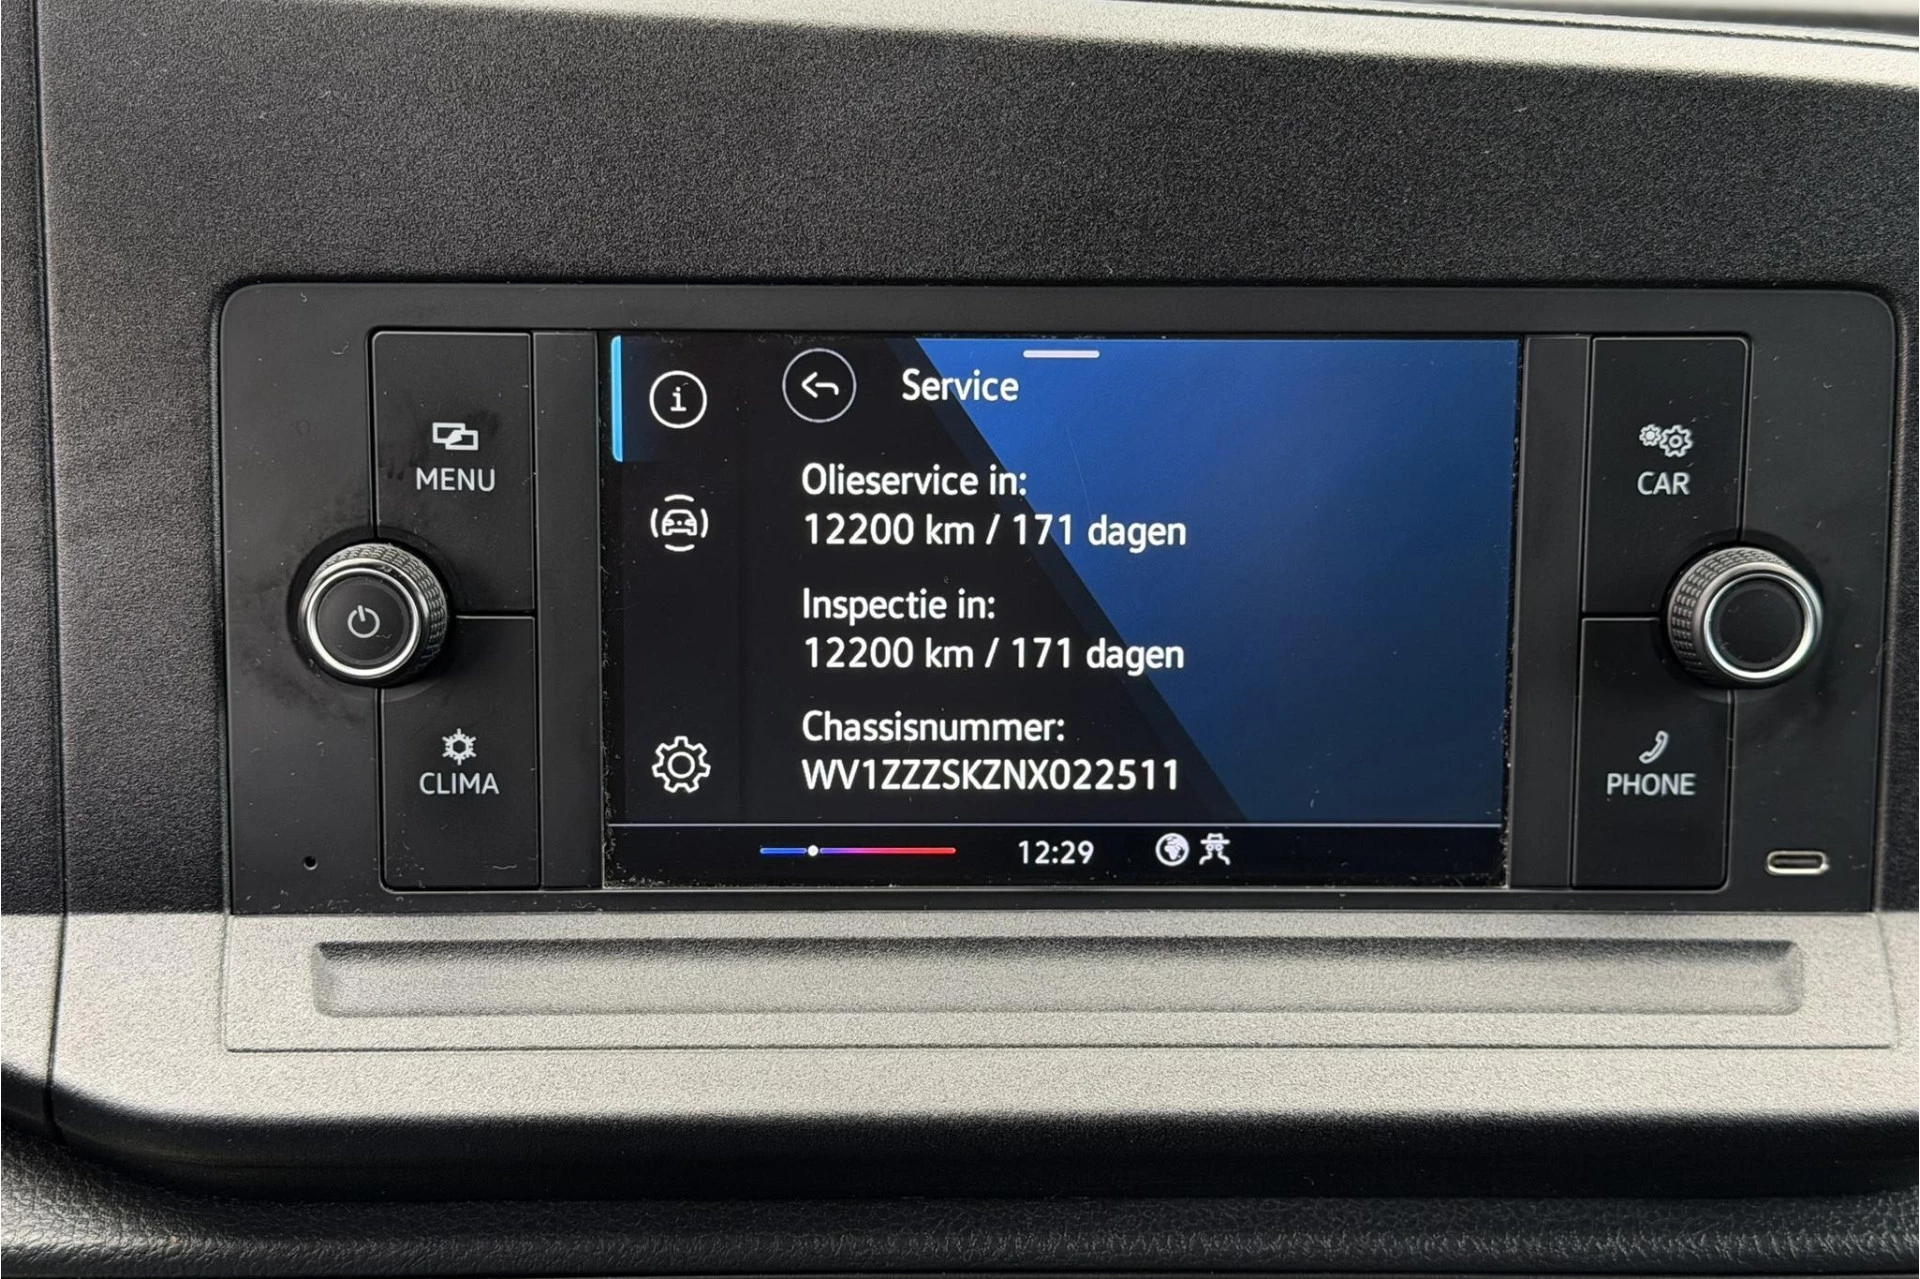 MENU
CLIMA
i
Service
Olieservice in:
12200 km / 171 dagen
Inspectie in:
12200 km / 171 dagen
Chassisnummer:
WV1ZZZSKZNX022511
12:29
CAR
PHONE